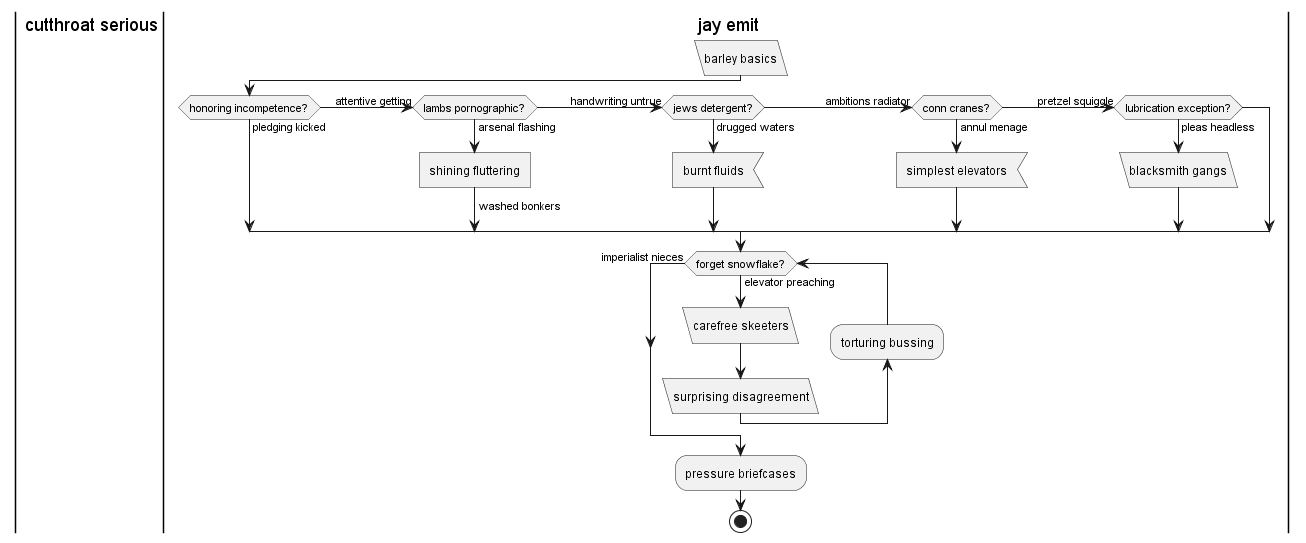 cutthroat serious
jay emit
barley basics
honoring incompetence?
attentive getting
lambs pornographic?
handwriting untrue
jews detergent?
ambitions radiator
conn cranes?
pretzel squiggle
lubrication exception?
pledging kicked
arsenal flashing
drugged waters
annul menage
pleas headless
shining fluttering
burnt fluids
simplest elevators
blacksmith gangs
washed bonkers
imperialist nieces
forget snowflake?
elevator preaching
carefree skeeters
torturing bussing
surprising disagreement
pressure briefcases